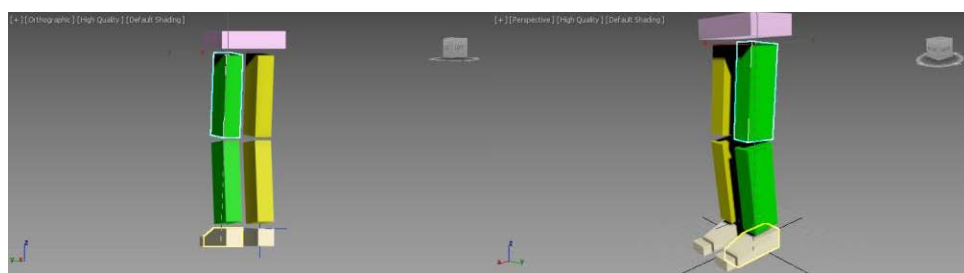 [+] [Orthographic] [High Quality] [Default Shading]
[+] [Perspective] [High Quality] [Default Shading]
z
y
x
z
x
y